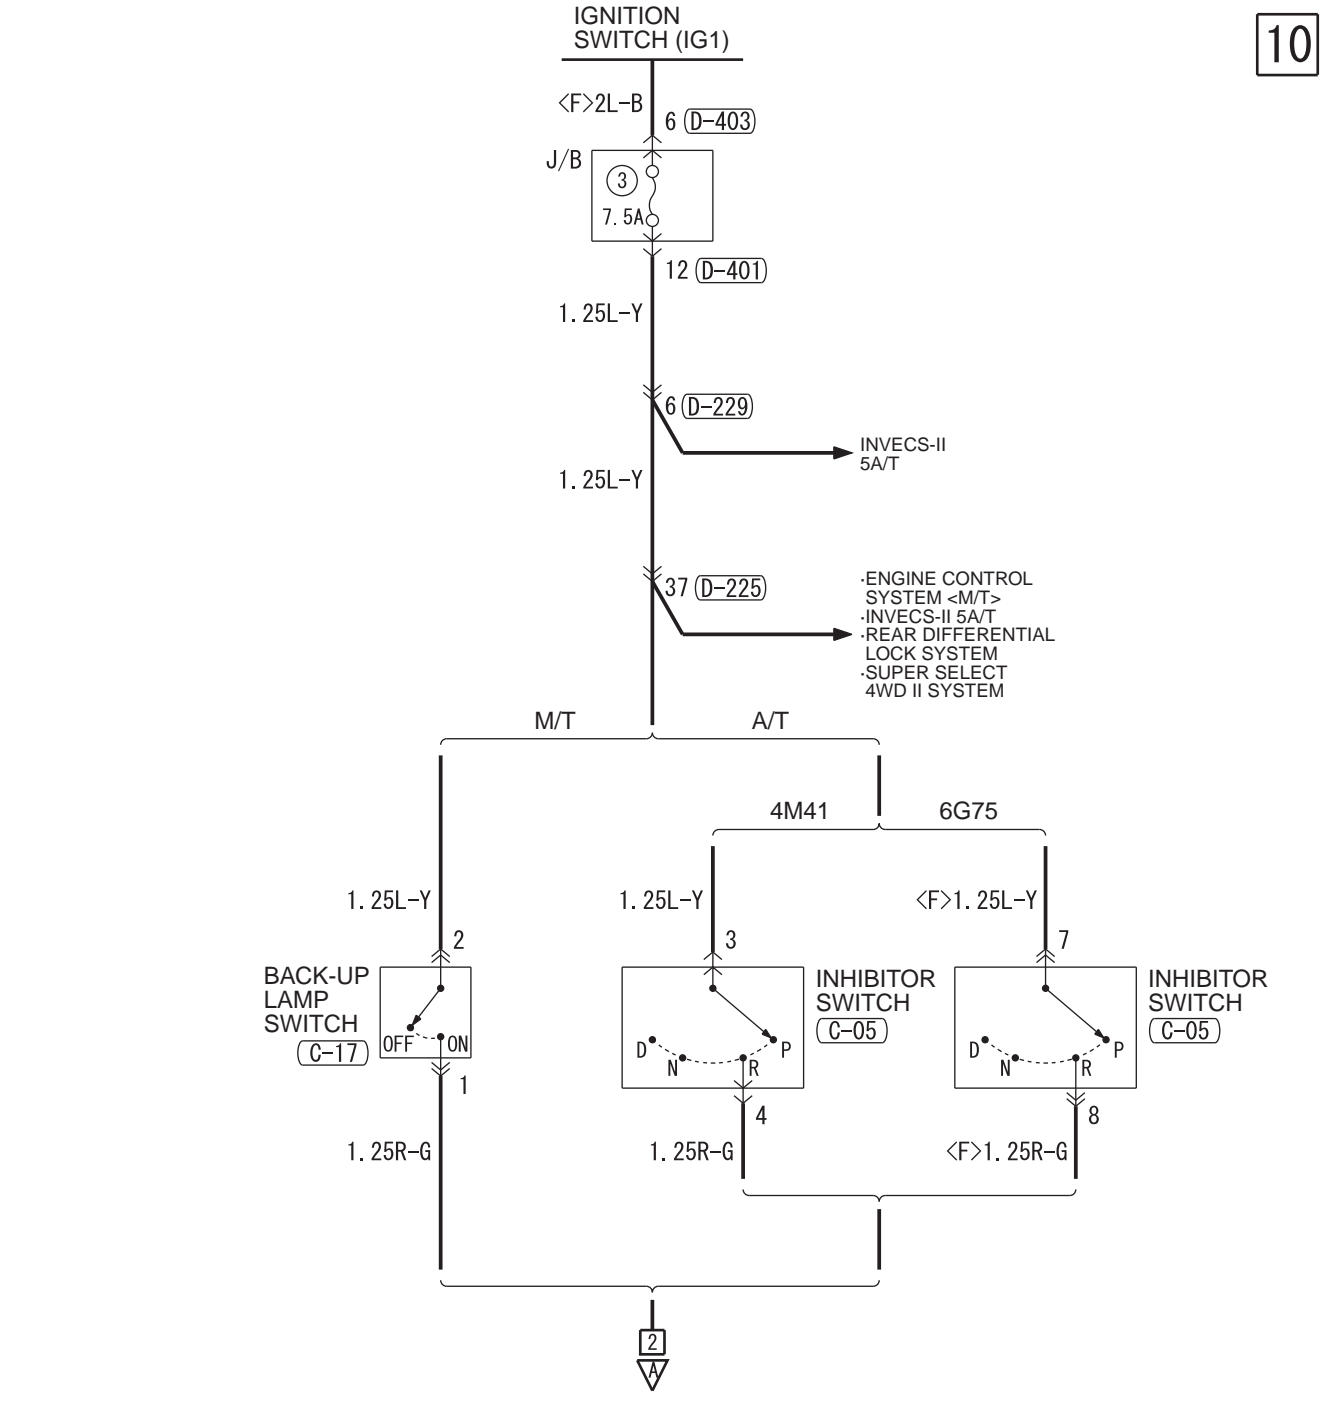 IGNITION
SWITCH (IG1)
10
<F>2L-B
6 D-403
J/B
3
7.5A
12 D-401
1.25L-Y
6 D-229
INVECS-II
5A/T
1.25L-Y
37 D-225
·ENGINE CONTROL
SYSTEM <M/T>
·INVECS-II 5A/T
·REAR DIFFERENTIAL
LOCK SYSTEM
·SUPER SELECT
4WD II SYSTEM
M/T
A/T
4M41
6G75
1.25L-Y
1.25L-Y
<F>1.25L-Y
2
3
7
BACK-UP
LAMP
SWITCH
C-17
OFF
ON
INHIBITOR
SWITCH
C-05
D
N
R
P
INHIBITOR
SWITCH
C-05
D
N
R
P
1
4
8
1.25R-G
1.25R-G
<F>1.25R-G
2
A